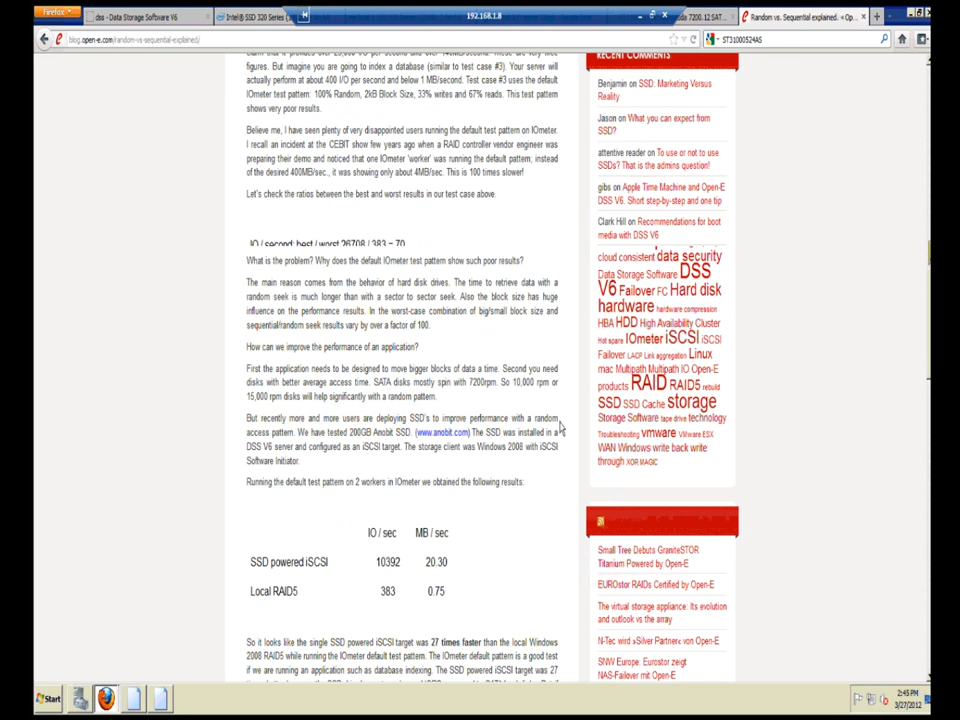 Firefox
dss - Data Storage Software V6
Intel® SSD 320 Series
192.168.1.8
da 7200.12 SAT...
Random vs. Sequential explained. « Op...
blog.open-e.com/random-vs-sequential-explained/
ST31000524AS
figures. But imagine you are going to index a database (similar to test case #3). Your server will
actually perform at about 400 I/O per second and below 1 MB/second. Test case #3 uses the default
IOmeter test pattern: 100% Random, 2kB Block Size, 33% writes and 67% reads. This test pattern
shows very poor results.
Believe me, I have seen plenty of very disappointed users running the default test pattern on IOmeter.
I recall an incident at the CEBIT show few years ago when a RAID controller vendor engineer was
preparing their demo and noticed that one IOmeter 'worker' was running the default pattern; instead
of the desired 400MB/sec., it was showing only about 4MB/sec. This is 100 times slower!
Let's check the ratios between the best and worst results in our test case above.
IO / second: best / worst 26708 / 383 = 70
What is the problem? Why does the default IOmeter test pattern show such poor results?
The main reason comes from the behavior of hard disk drives. The time to retrieve data with a
random seek is much longer than with a sector to sector seek. Also the block size has huge
influence on the performance results. In the worst-case combination of big/small block size and
sequential/random seek results vary by over a factor of 100.
How can we improve the performance of an application?
First the application needs to be designed to move bigger blocks of data a time. Second you need
disks with better average access time. SATA disks mostly spin with 7200rpm. So 10,000 rpm or
15,000 rpm disks will help significantly with a random pattern.
But recently more and more users are deploying SSD's to improve performance with a random
access pattern. We have tested 200GB Anobit SSD. (www.anobit.com) The SSD was installed in a
DSS V6 server and configured as an iSCSI target. The storage client was Windows 2008 with iSCSI
Software Initiator.
Running the default test pattern on 2 workers in IOmeter we obtained the following results:
IO / sec MB / sec
SSD powered iSCSI 10392 20.30
Local RAID5 383 0.75
So it looks like the single SSD powered iSCSI target was 27 times faster than the local Windows
2008 RAID5 while running the IOmeter default test pattern. The IOmeter default pattern is a good test
if we are running an application such as database indexing. The SSD powered iSCSI target was 27
RECENT COMMENTS
Benjamin on SSD: Marketing Versus
Reality
Jason on What you can expect from
SSD?
attentive reader on To use or not to use
SSDs? That is the admins question!
gibs on Apple Time Machine and Open-E
DSS V6. Short step-by-step and one tip
Clark Hill on Recommendations for boot
media with DSS V6
cloud consistent data security
Data Storage Software DSS
V6 Failover FC Hard disk
hardware hardware compression
HBA HDD High Availability Cluster
Hot spare IOmeter iSCSI iSCSI
Failover LACP Link aggregation Linux
mac Multipath Multipath IO Open-E
products RAID RAID5 rebuild
SSD SSD Cache storage
Storage Software tape drive technology
Troubleshooting vmware VMware ESX
WAN Windows write back write
through XOR MAGIC
Small Tree Debuts GraniteSTOR
Titanium Powered by Open-E
EUROstor RAIDs Certified by Open-E
The virtual storage appliance: Its evolution
and outlook vs the array
N-Tec wird »Silver Partner« von Open-E
SNW Europe: Eurostor zeigt
NAS-Failover mit Open-E
Start
2:45 PM
3/27/2012